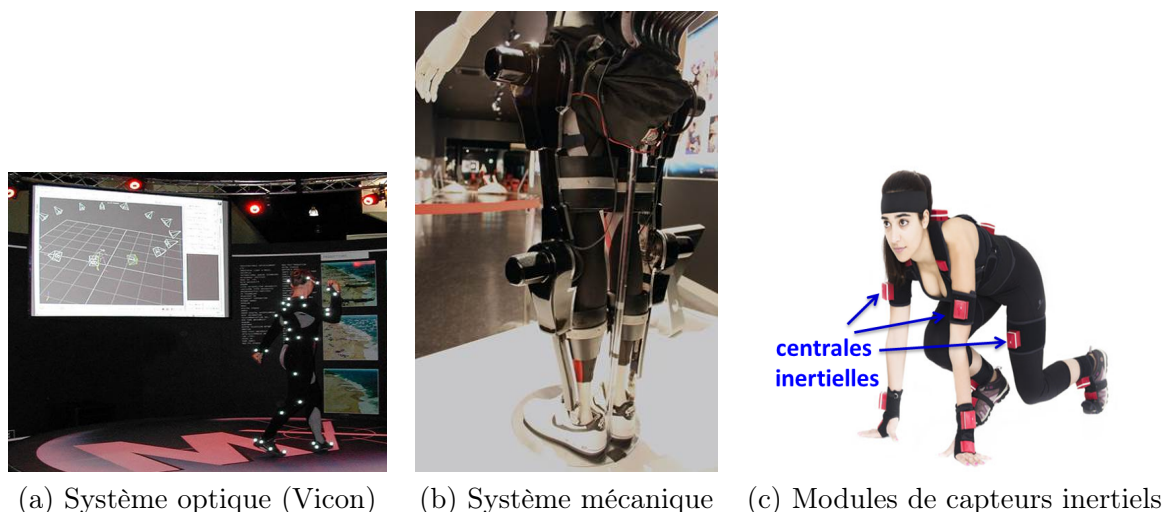 centrales
inertielles
(a) Système optique (Vicon)
(b) Système mécanique
(c) Modules de capteurs inertiels